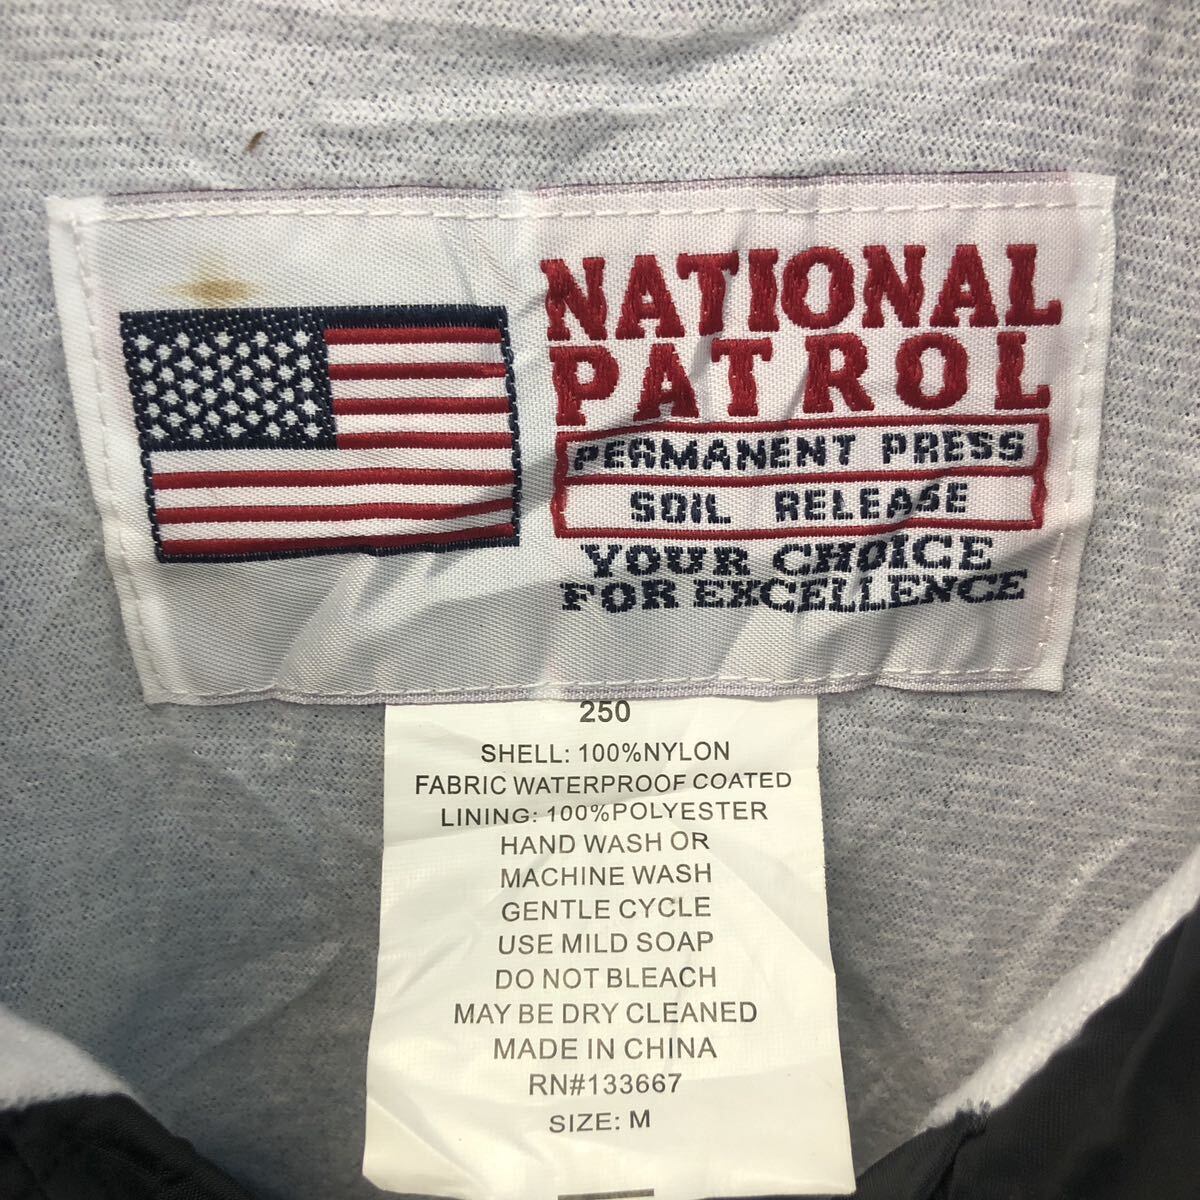 NATIONAL
PATROL
PERMANENT PRESS
SOIL RELEASE
YOUR CHOICE
FOR EXCELLENCE
250
SHELL: 100%NYLON
FABRIC WATERPROOF COATED
LINING: 100%POLYESTER
HAND WASH OR
MACHINE WASH
GENTLE CYCLE
USE MILD SOAP
DO NOT BLEACH
MAY BE DRY CLEANED
MADE IN CHINA
RN#133667
SIZE: M